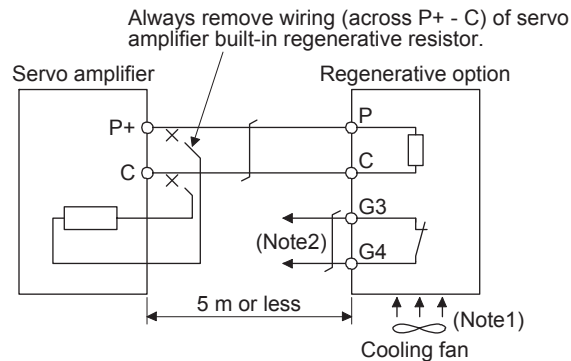 Always remove wiring (across P+ - C) of servo
amplifier built-in regenerative resistor.
Servo amplifier
Regenerative option
P+
P
C
C
G3
(Note2)
G4
5 m or less
(Note1)
Cooling fan